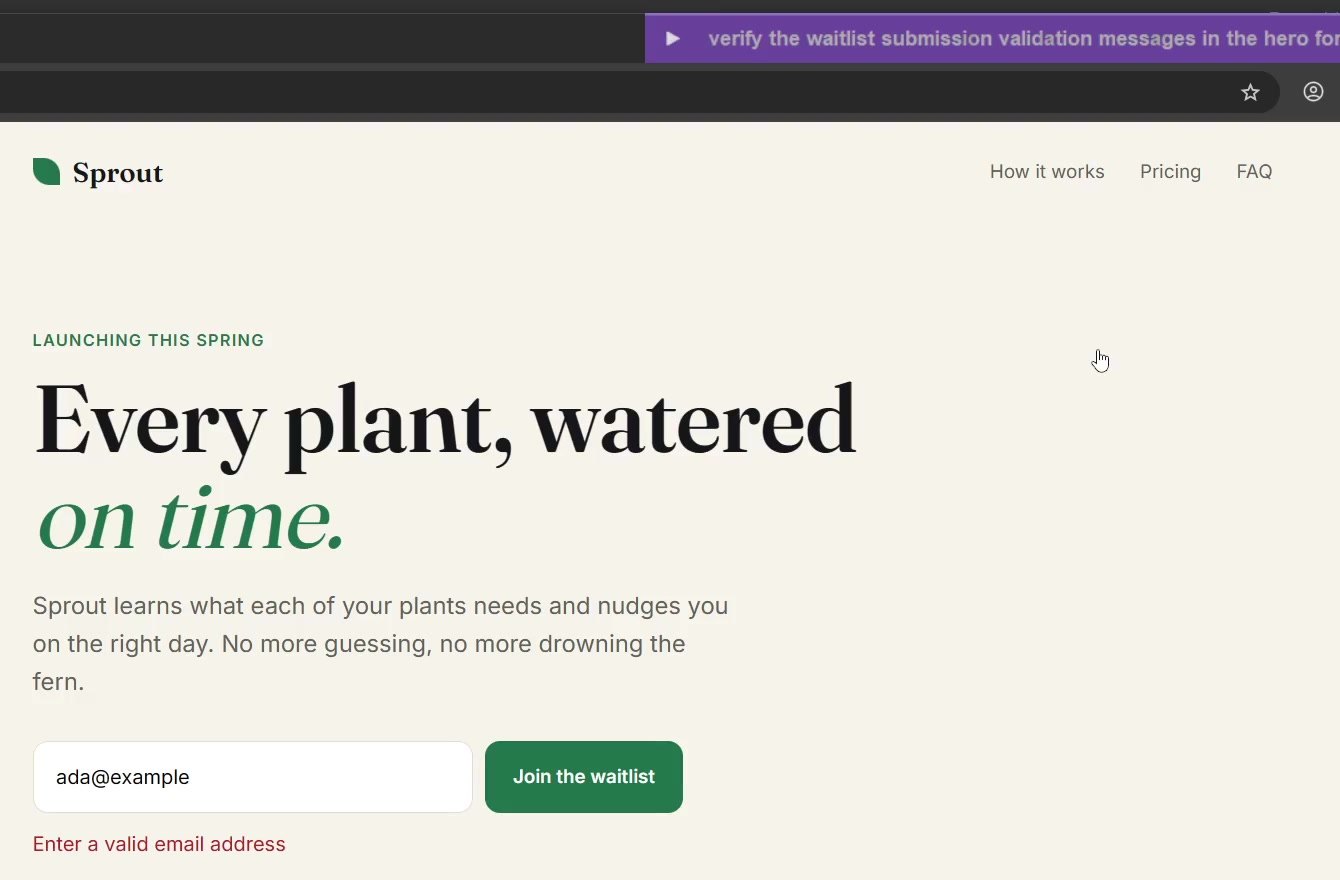 verify the waitlist submission validation messages in the hero for
Sprout
How it works
Pricing
FAQ
LAUNCHING THIS SPRING
Every plant, watered
on time.
Sprout learns what each of your plants needs and nudges you
on the right day. No more guessing, no more drowning the
fern.
ada@example
Join the waitlist
Enter a valid email address